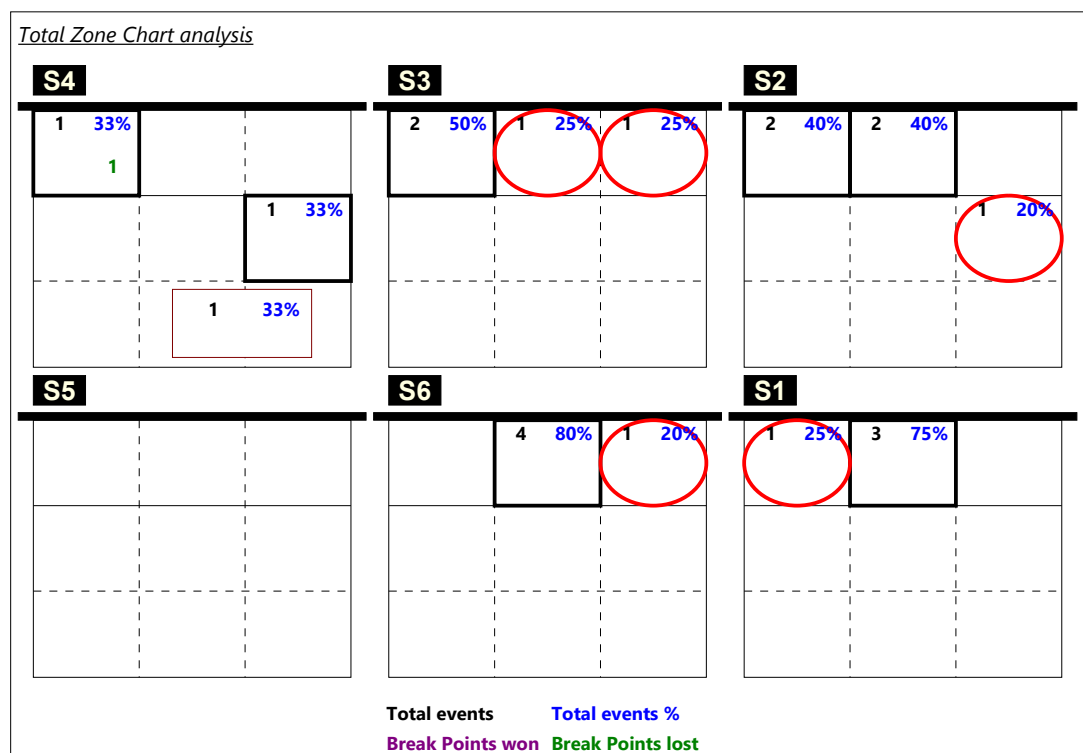 Total Zone Chart analysis
S4 S3 S2
1 33% 2 50% 1 25% 1 25% 2 40% 2 40%
1
1 33% 1 20%
1 33%
S5 S6 S1
4 80% 1 20% 1 25% 3 75%
Total events Total events %
Break Points won Break Points lost